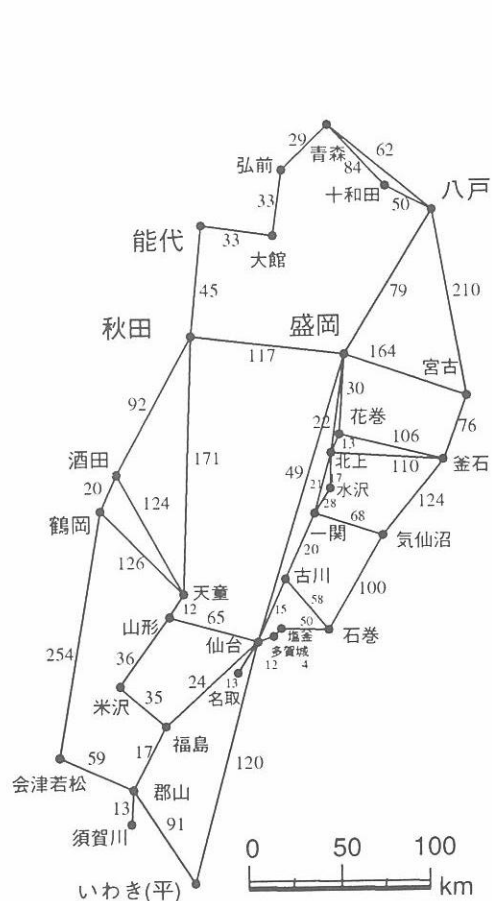 29
青森
62
84
弘前
十和田
50
八戸
33
能代
33
大館
45
79
210
秋田
盛岡
117
164
宮古
30
花巻
76
92
22
13
106
北上
110
釜石
酒田
171
49
17
21
水沢
124
20
124
28
68
鶴岡
一関
気仙沼
20
126
古川
100
天童
58
12
15
山形
65
仙台
50
塩釜
石巻
多賀城
12
4
254
36
24
13
名取
米沢
35
福島
17
120
59
会津若松
郡山
13
91
須賀川
0
50
100
km
いわき(平)